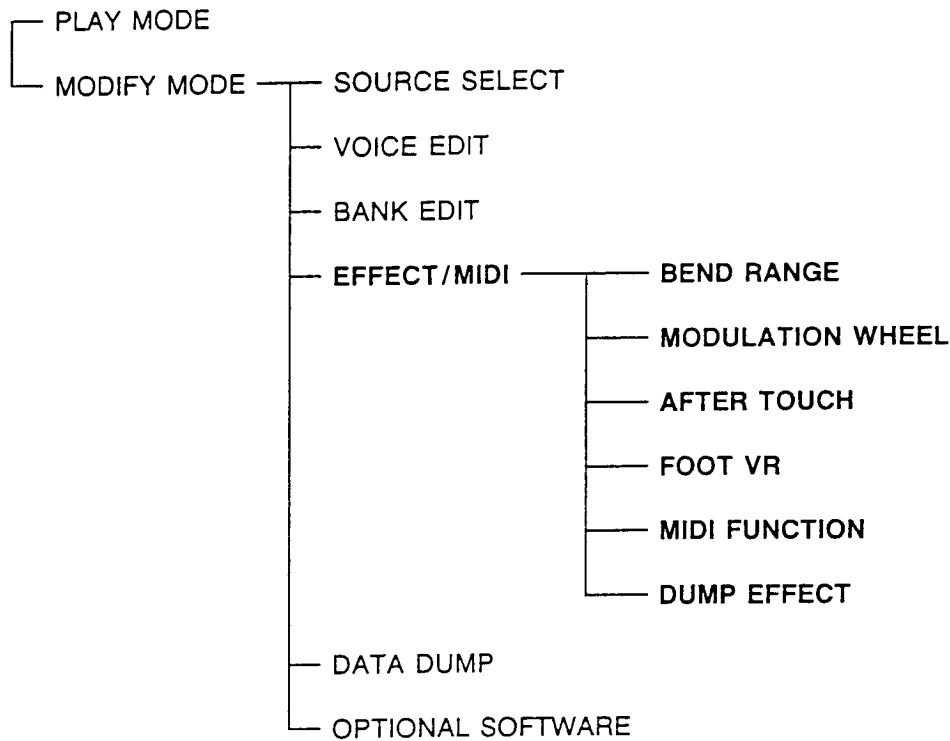 PLAY MODE
MODIFY MODE
SOURCE SELECT
VOICE EDIT
BANK EDIT
EFFECT/MIDI
BEND RANGE
MODULATION WHEEL
AFTER TOUCH
FOOT VR
MIDI FUNCTION
DUMP EFFECT
DATA DUMP
OPTIONAL SOFTWARE